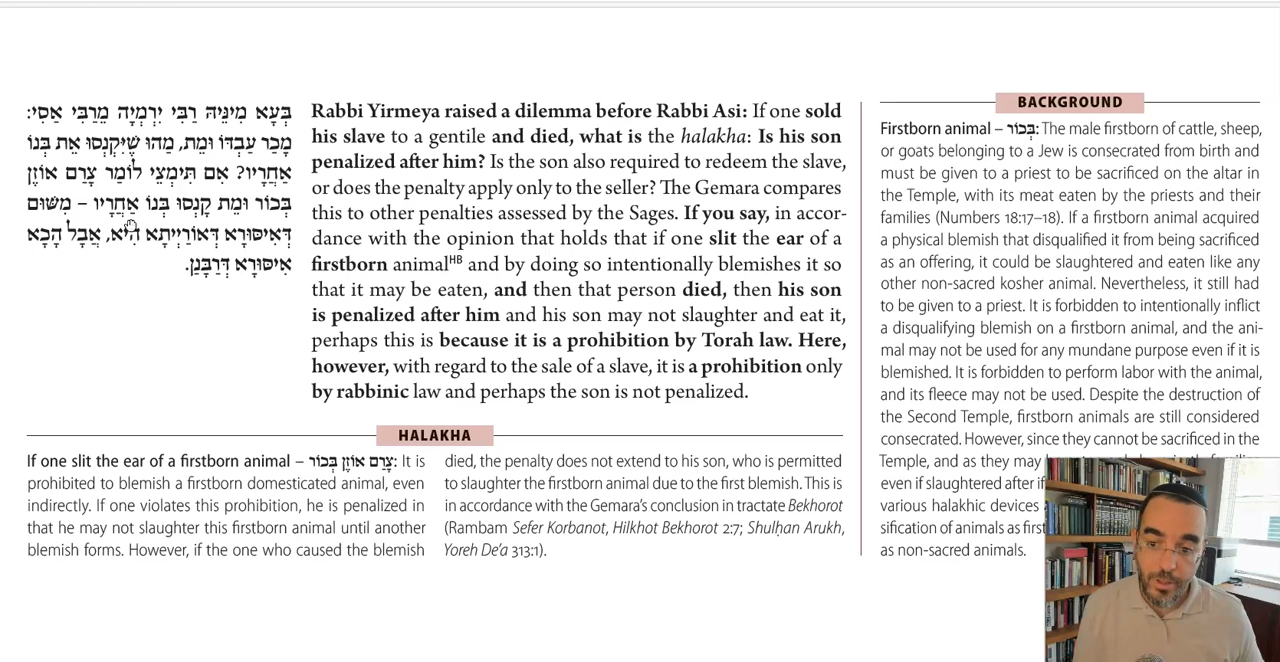 בְּעָא מִינֵּיהּ רַבִּי יִרְמְיָה מֵרַבִּי אַסִי:
מָכַר עַבְדּוֹ וּמֵת, מַהוּ שֶׁיִּקְנְסוּ אֶת בְּנוֹ
אַחֲרָיו? אִם תִּימְצֵי לוֹמַר צָרַם אוֹזֶן
בְּכוֹר וּמֵת קָנְסוּ בְּנוֹ אַחֲרָיו – מִשּׁוּם
דְּאִיסּוּרָא דְּאוֹרַיְיתָא הִיא, אֲבָל הָכָא
אִיסּוּרָא דְּרַבָּנַן.
Rabbi Yirmeya raised a dilemma before Rabbi Asi: If one sold
his slave to a gentile and died, what is the halakha: Is his son
penalized after him? Is the son also required to redeem the slave,
or does the penalty apply only to the seller? The Gemara compares
this to other penalties assessed by the Sages. If you say, in accor-
dance with the opinion that holds that if one slit the ear of a
firstborn animalHB and by doing so intentionally blemishes it so
that it may be eaten, and then that person died, then his son
is penalized after him and his son may not slaughter and eat it,
perhaps this is because it is a prohibition by Torah law. Here,
however, with regard to the sale of a slave, it is a prohibition only
by rabbinic law and perhaps the son is not penalized.
HALAKHA
If one slit the ear of a firstborn animal – צָרַם אוֹזֶן בְּכוֹר: It is
prohibited to blemish a firstborn domesticated animal, even
indirectly. If one violates this prohibition, he is penalized in
that he may not slaughter this firstborn animal until another
blemish forms. However, if the one who caused the blemish
died, the penalty does not extend to his son, who is permitted
to slaughter the firstborn animal due to the first blemish. This is
in accordance with the Gemara's conclusion in tractate Bekhorot
(Rambam Sefer Korbanot, Hilkhot Bekhorot 2:7; Shulḥan Arukh,
Yoreh De'a 313:1).
BACKGROUND
Firstborn animal – בְּכוֹר: The male firstborn of cattle, sheep,
or goats belonging to a Jew is consecrated from birth and
must be given to a priest to be sacrificed on the altar in
the Temple, with its meat eaten by the priests and their
families (Numbers 18:17–18). If a firstborn animal acquired
a physical blemish that disqualified it from being sacrificed
as an offering, it could be slaughtered and eaten like any
other non-sacred kosher animal. Nevertheless, it still had
to be given to a priest. It is forbidden to intentionally inflict
a disqualifying blemish on a firstborn animal, and the ani-
mal may not be used for any mundane purpose even if it is
blemished. It is forbidden to perform labor with the animal,
and its fleece may not be used. Despite the destruction of
the Second Temple, firstborn animals are still considered
consecrated. However, since they cannot be sacrificed in the
Temple, and as they may
even if slaughtered after
various halakhic devices
sification of animals as
as non-sacred animals.